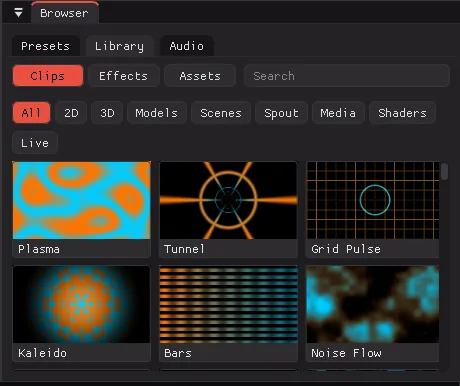 Browser
Presets Library Audio
Clips Effects Assets Search
All 2D 3D Models Scenes Spout Media Shaders
Live
Plasma Tunnel Grid Pulse
Kaleido Bars Noise Flow